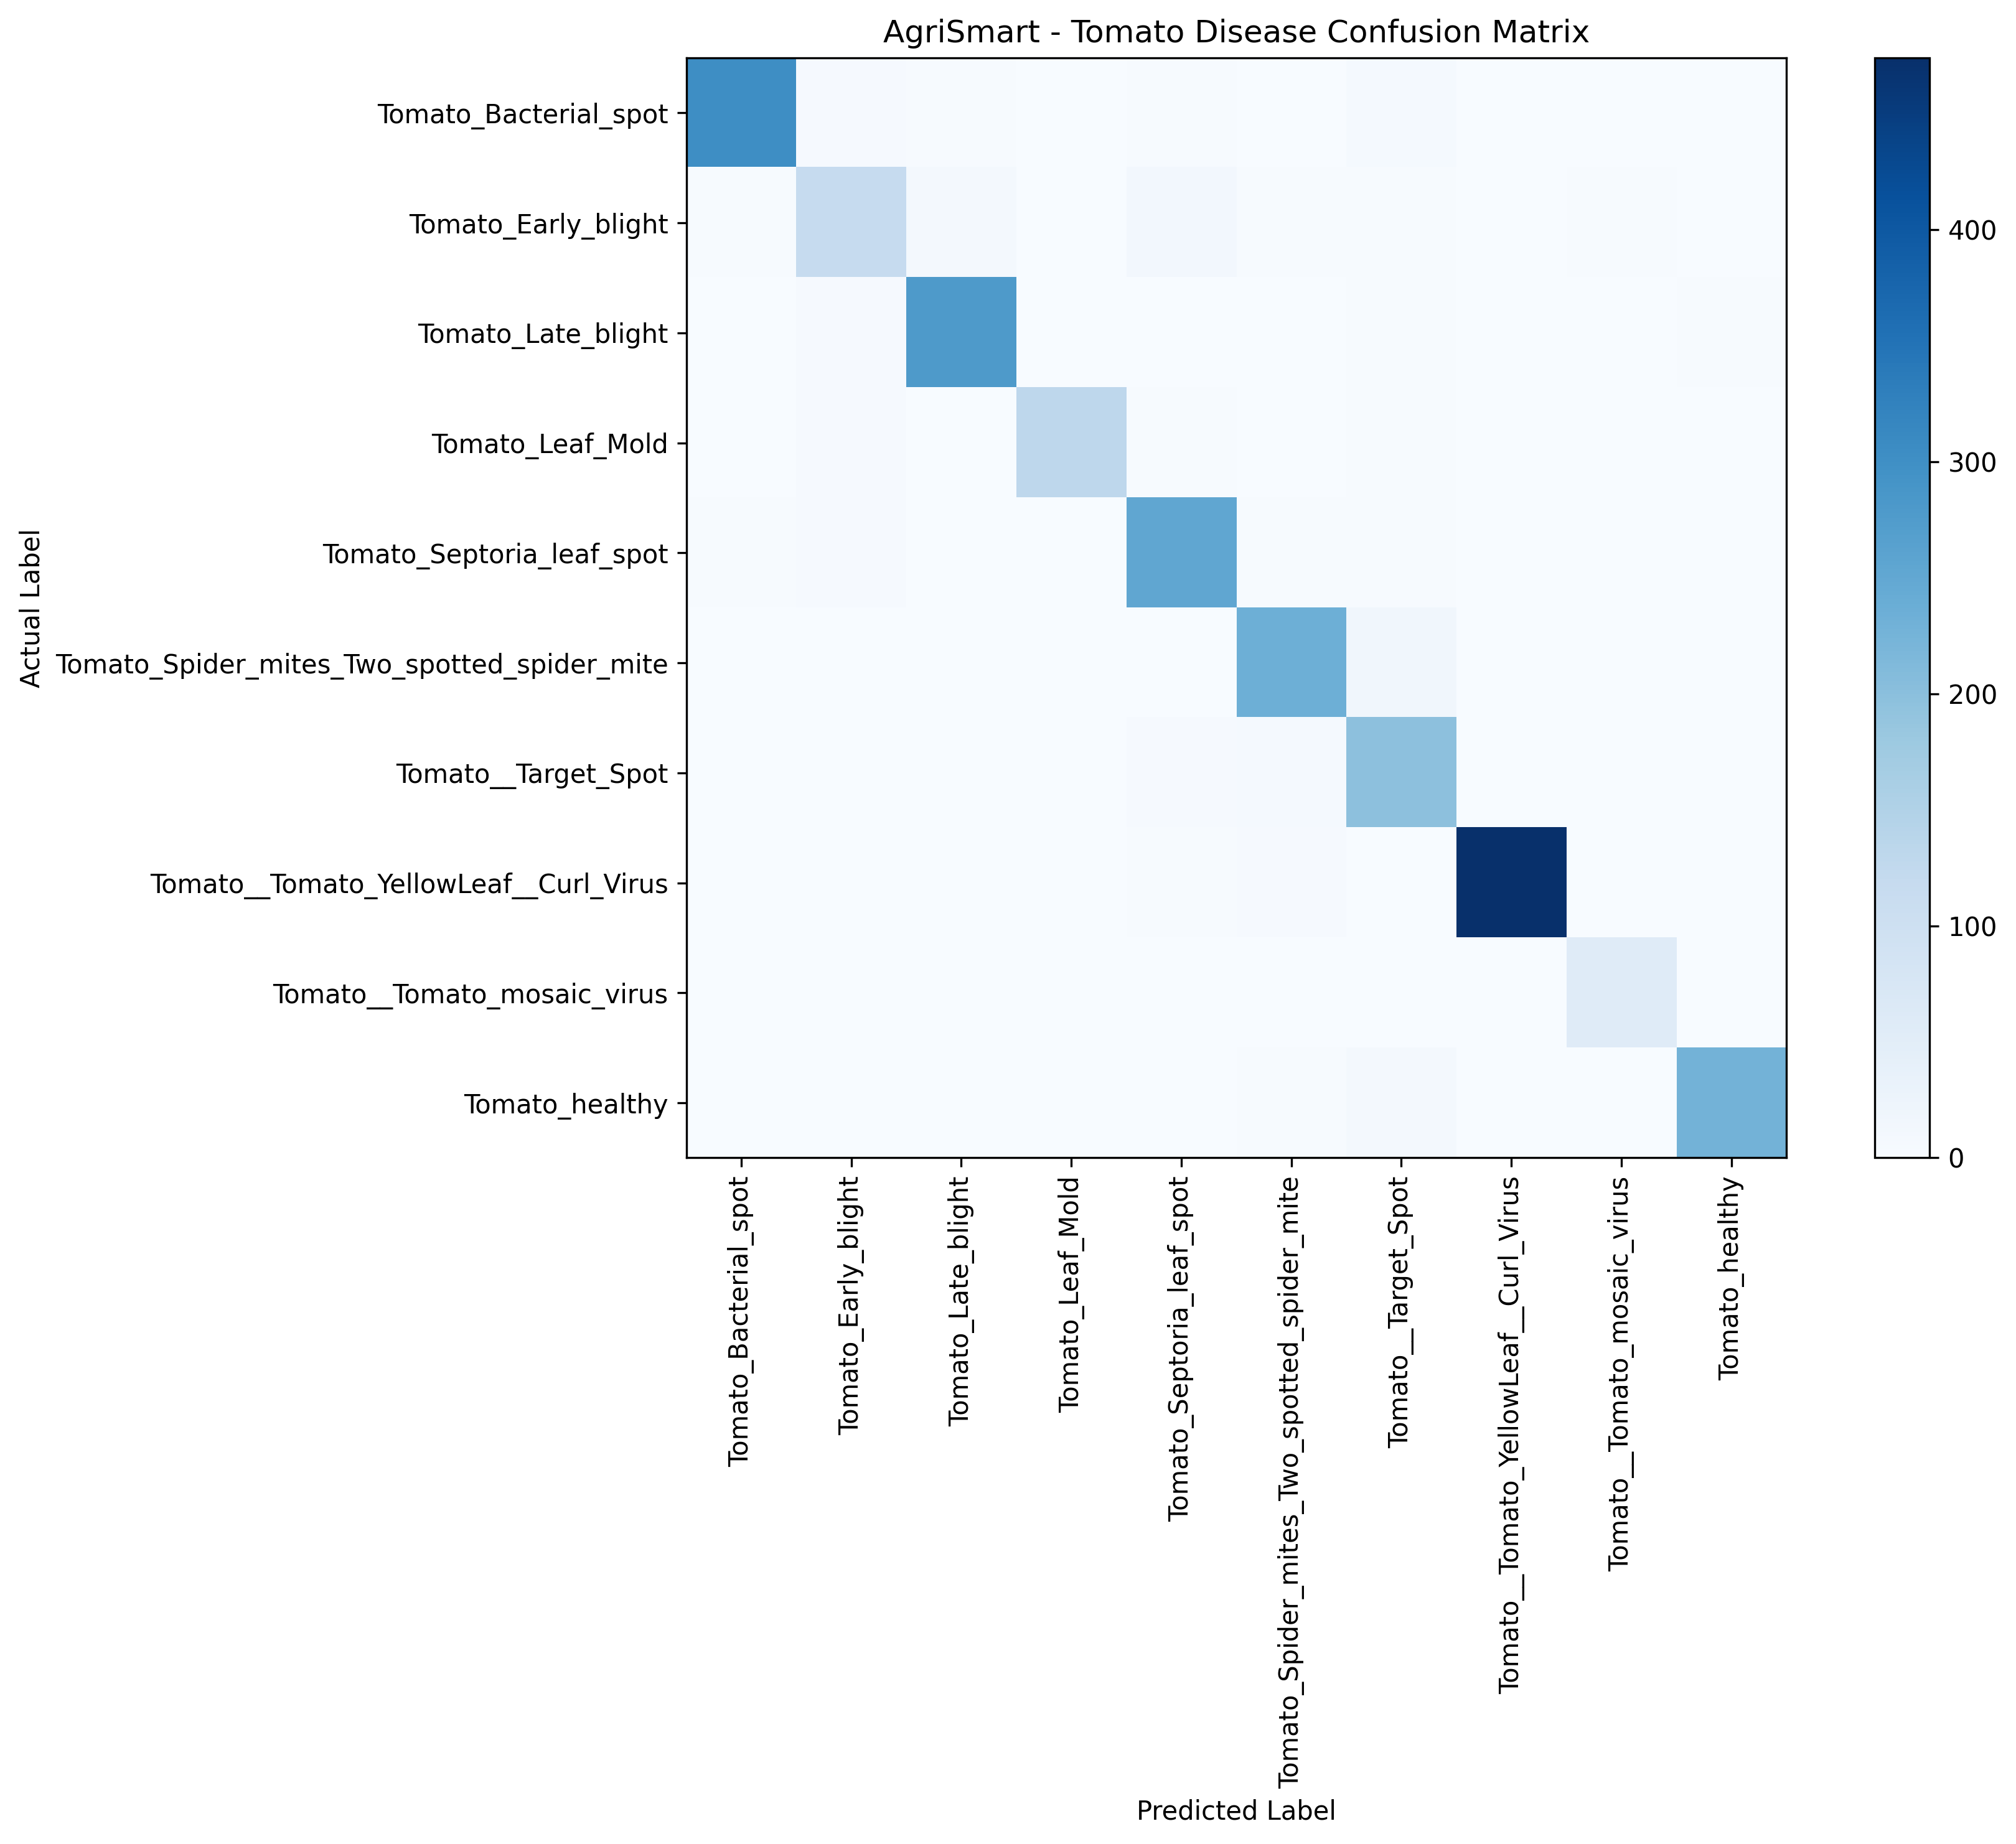 AgriSmart - Tomato Disease Confusion Matrix
Actual Label
Tomato_Bacterial_spot
Tomato_Early_blight
Tomato_Late_blight
Tomato_Leaf_Mold
Tomato_Septoria_leaf_spot
Tomato_Spider_mites_Two_spotted_spider_mite
Tomato__Target_Spot
Tomato__Tomato_YellowLeaf__Curl_Virus
Tomato__Tomato_mosaic_virus
Tomato_healthy
400
300
200
100
0
Tomato_Bacterial_spot
Tomato_Early_blight
Tomato_Late_blight
Tomato_Leaf_Mold
Tomato_Septoria_leaf_spot
Tomato_Spider_mites_Two_spotted_spider_mite
Tomato__Target_Spot
Tomato__Tomato_YellowLeaf__Curl_Virus
Tomato__Tomato_mosaic_virus
Tomato_healthy
Predicted Label